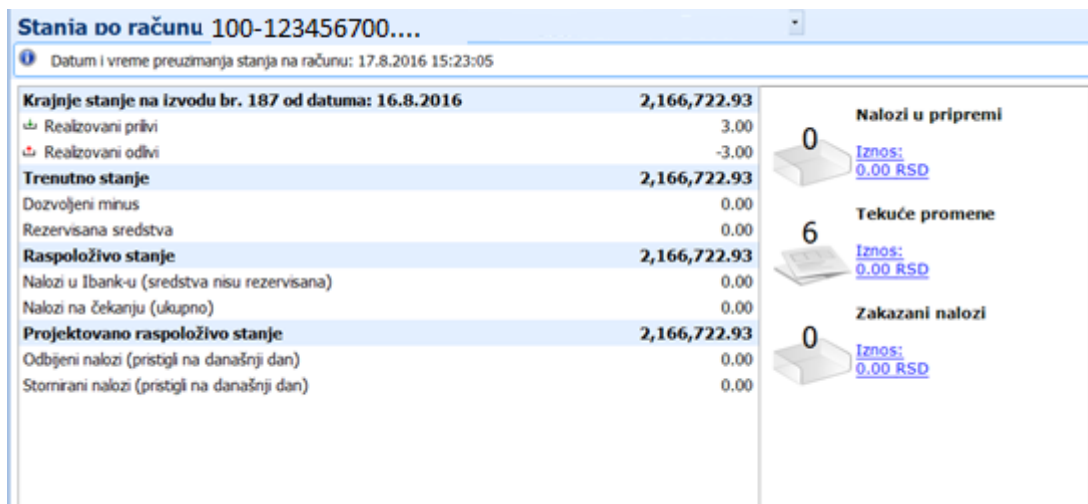 Stanja po računu 100-123456700....
Datum i vreme preuzimanja stanja na računu: 17.8.2016 15:23:05
Krajnje stanje na izvodu br. 187 od datuma: 16.8.2016 2,166,722.93
Realizovani prilivi 3.00
Realizovani odlivi -3.00
Trenutno stanje 2,166,722.93
Dozvoljeni minus 0.00
Rezervisana sredstva 0.00
Raspoloživo stanje 2,166,722.93
Nalozi u Ibank-u (sredstva nisu rezervisana) 0.00
Nalozi na čekanju (ukupno) 0.00
Projektovano raspoloživo stanje 2,166,722.93
Odbijeni nalozi (pristigli na današnji dan) 0.00
Stornirani nalozi (pristigli na današnji dan) 0.00
Nalozi u pripremi
0
Iznos:
0.00 RSD
Tekuće promene
6
Iznos:
0.00 RSD
Zakazani nalozi
0
Iznos:
0.00 RSD